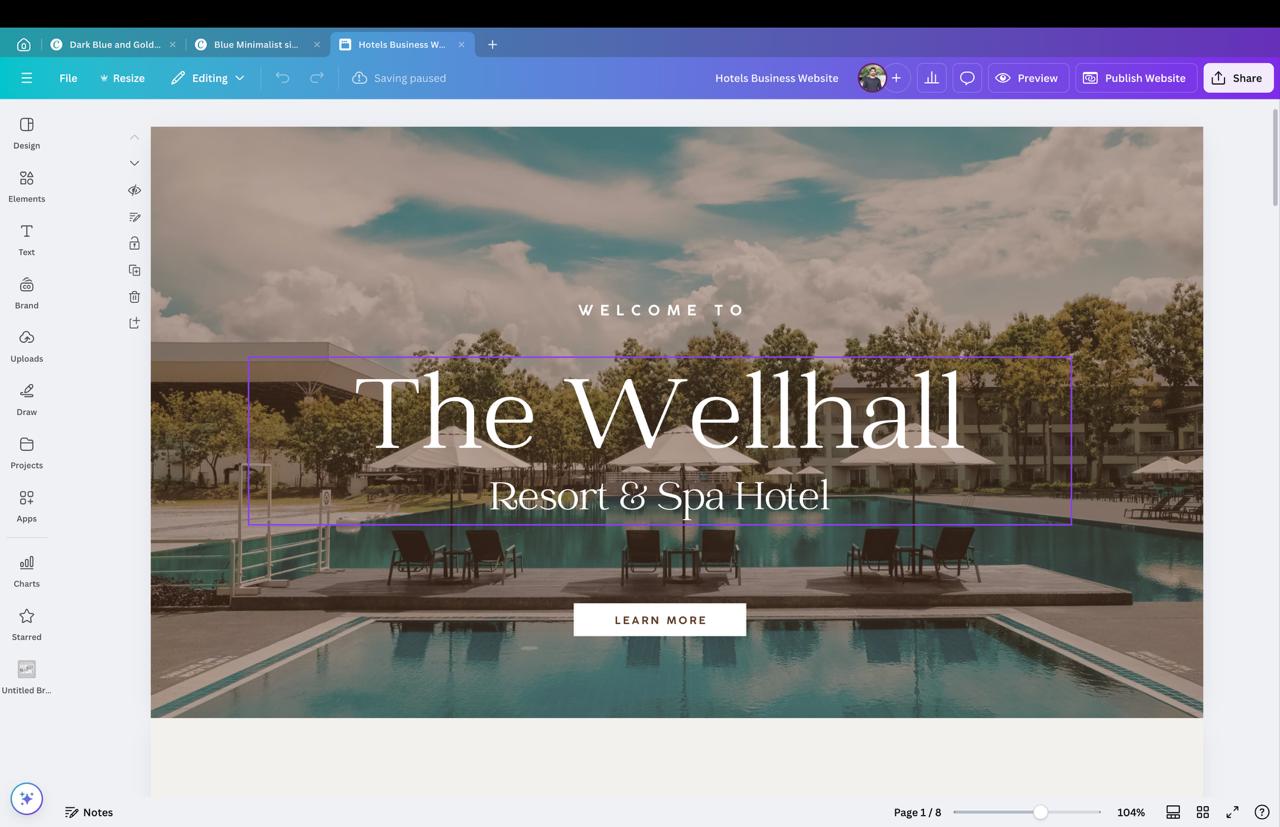 Dark Blue and Gold...
Blue Minimalist si...
Hotels Business W...
File
Resize
Editing
Saving paused
Hotels Business Website
Preview
Publish Website
Share
Design
Elements
Text
Brand
Uploads
Draw
Projects
Apps
Charts
Starred
Untitled Br...
WELCOME TO
The Wellhall
Resort & Spa Hotel
LEARN MORE
Notes
Page 1 / 8
104%